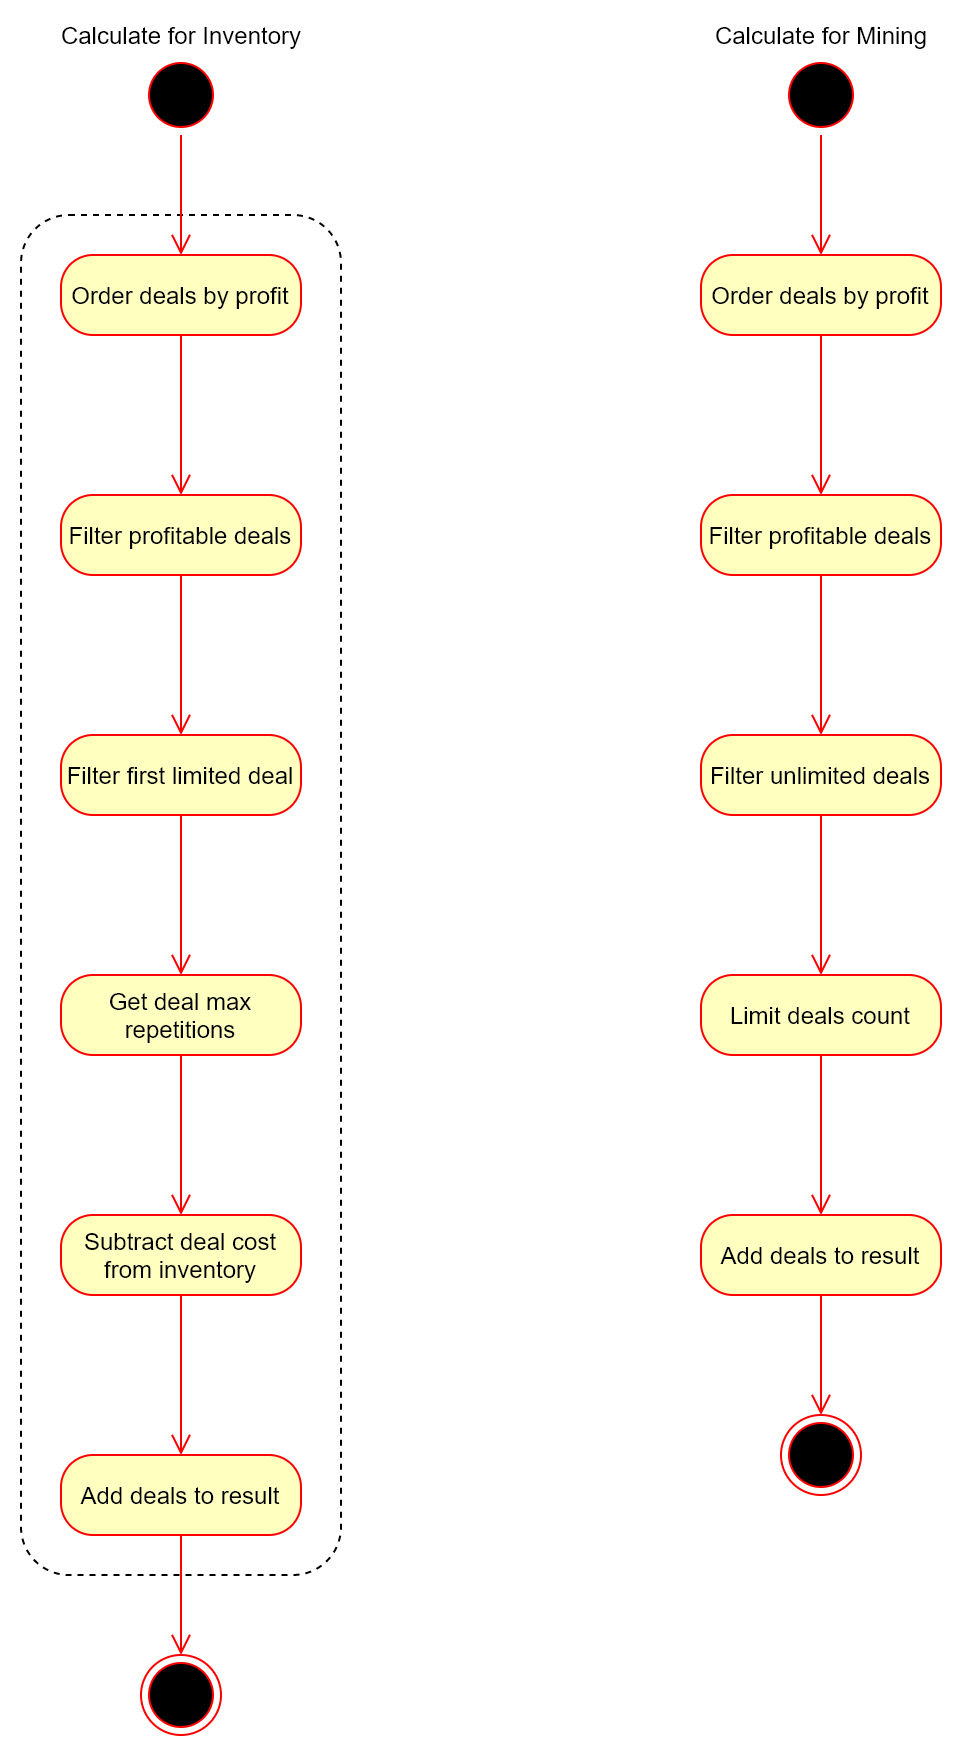 Calculate for Inventory
Order deals by profit
Filter profitable deals
Filter first limited deal
Get deal max
repetitions
Subtract deal cost
from inventory
Add deals to result
Calculate for Mining
Order deals by profit
Filter profitable deals
Filter unlimited deals
Limit deals count
Add deals to result